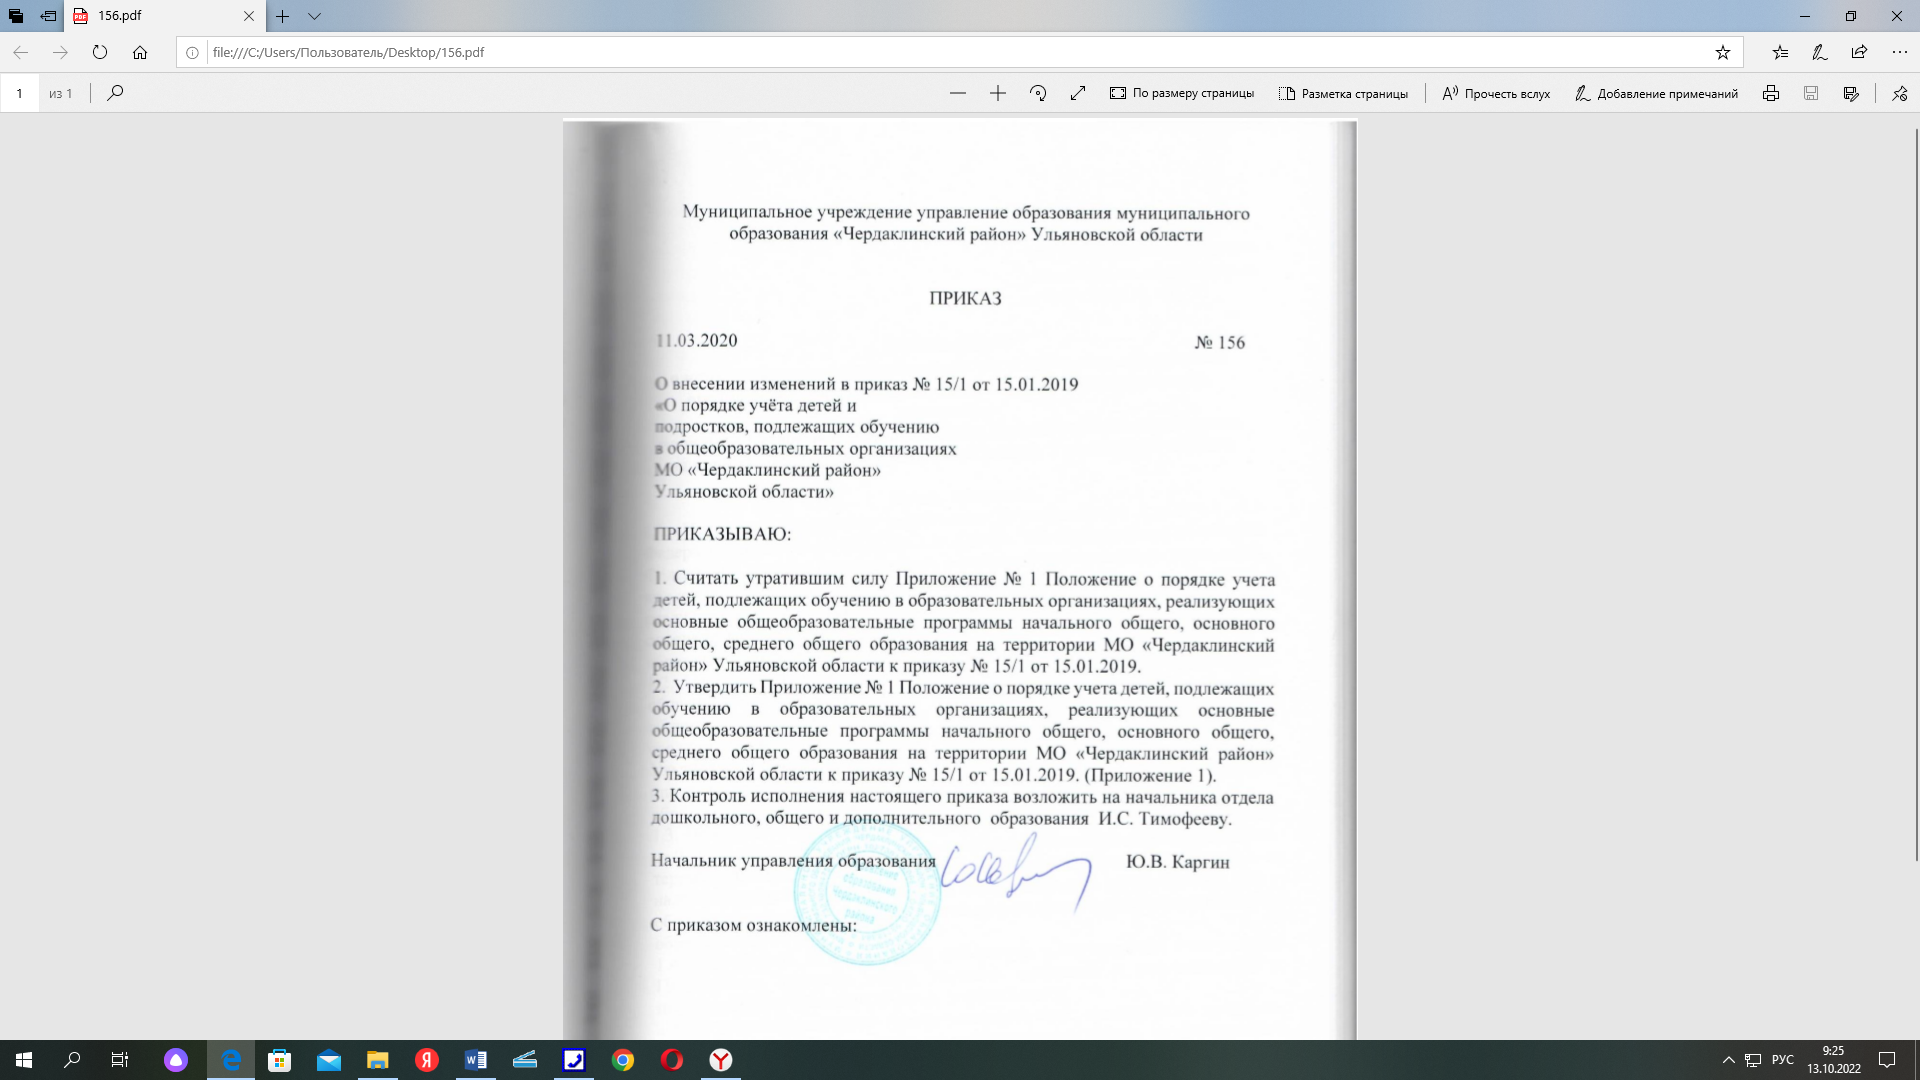 156.pdf
file:///C:/Users/Пользователь/Desktop/156.pdf
1 из 1
По размеру страницы
Разметка страницы
Прочесть вслух
Добавление примечаний
Муниципальное учреждение управление образования муниципального
образования «Чердаклинский район» Ульяновской области
ПРИКАЗ
11.03.2020 № 156
О внесении изменений в приказ № 15/1 от 15.01.2019
«О порядке учёта детей и
подростков, подлежащих обучению
в общеобразовательных организациях
МО «Чердаклинский район»
Ульяновской области»
ПРИКАЗЫВАЮ:
1. Считать утратившим силу Приложение № 1 Положение о порядке учета
детей, подлежащих обучению в образовательных организациях, реализующих
основные общеобразовательные программы начального общего, основного
общего, среднего общего образования на территории МО «Чердаклинский
район» Ульяновской области к приказу № 15/1 от 15.01.2019.
2. Утвердить Приложение № 1 Положение о порядке учета детей, подлежащих
обучению в образовательных организациях, реализующих основные
общеобразовательные программы начального общего, основного общего,
среднего общего образования на территории МО «Чердаклинский район»
Ульяновской области к приказу № 15/1 от 15.01.2019. (Приложение 1).
3. Контроль исполнения настоящего приказа возложить на начальника отдела
дошкольного, общего и дополнительного образования И.С. Тимофееву.
Начальник управления образования Ю.В. Каргин
С приказом ознакомлены:
РУС
9:25
13.10.2022